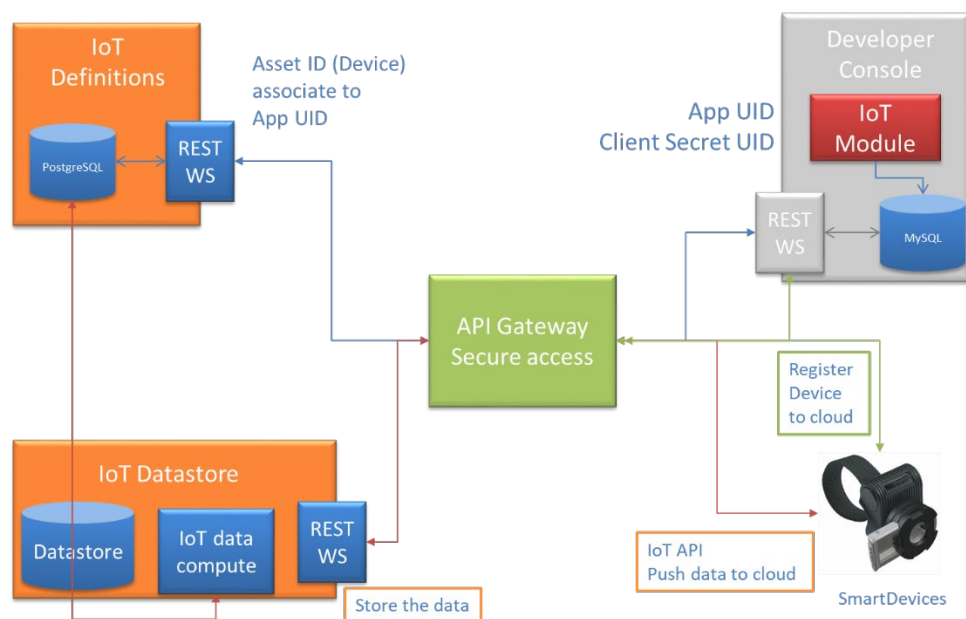 IoT
Definitions
PostgreSQL
REST
WS
Asset ID (Device)
associate to
App UID
App UID
Client Secret UID
Developer
Console
IoT
Module
REST
WS
MySQL
API Gateway
Secure access
Register
Device
to cloud
IoT Datastore
Datastore
IoT data
compute
REST
WS
Store the data
IoT API
Push data to cloud
SmartDevices